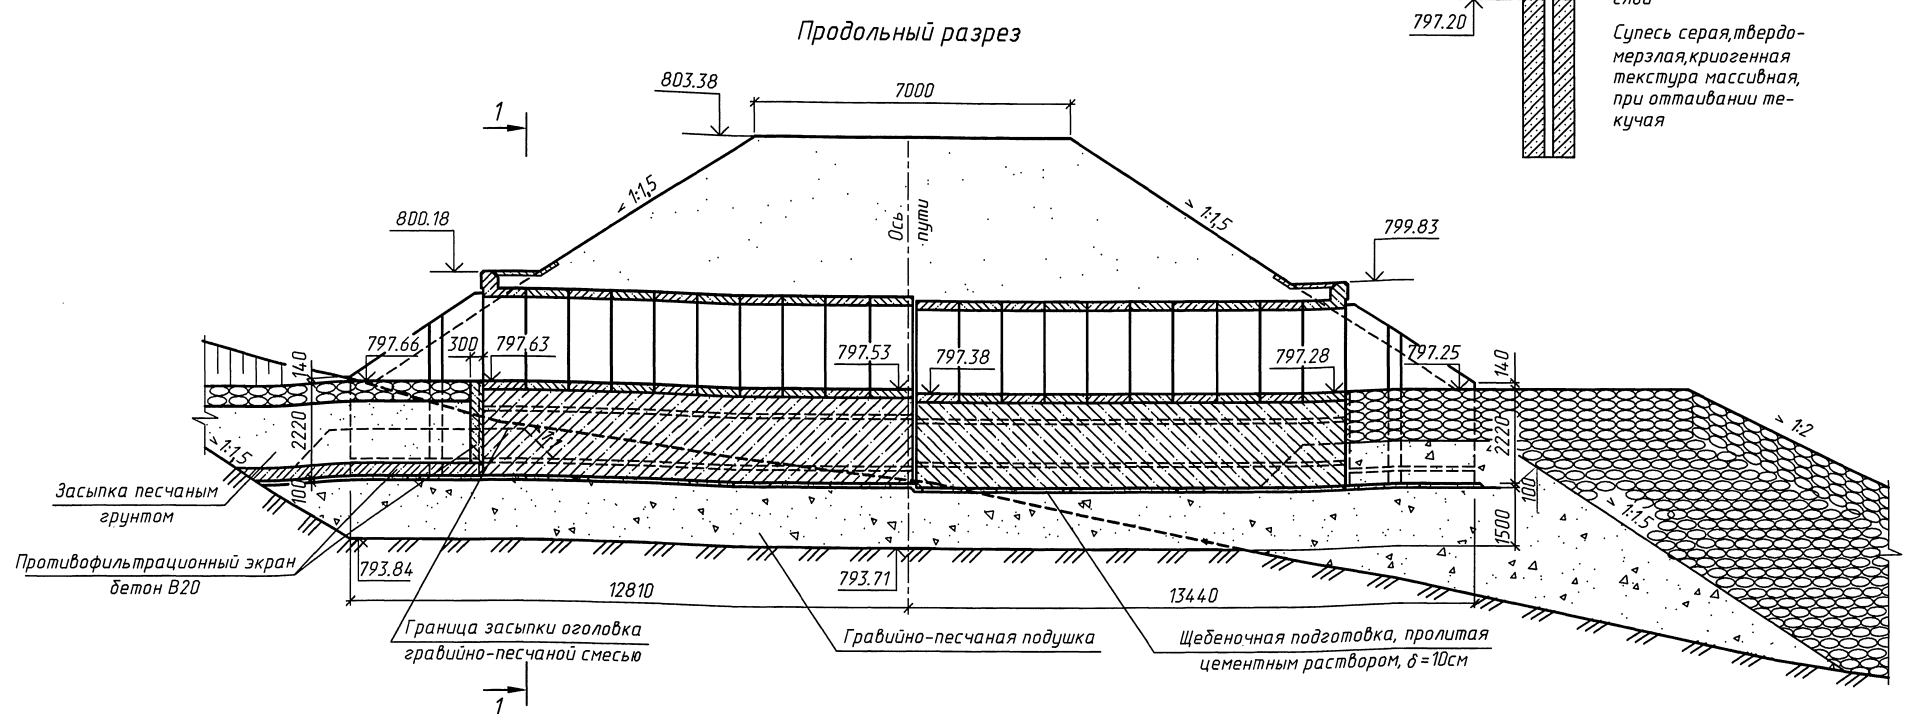 Продольный разрез
797.20
слой
Супесь серая,твердо-
мерзлая,криогенная
текстура массивная,
при оттаивании те-
кучая
803.38
7000
1
1:1,5
Ось
пути
1:1,5
800.18
799.83
797.66
300
797.63
797.53
797.38
797.28
797.25
140
140
2220
2220
1:1,5
1:2
100
100
1:1,5
1500
Засыпка песчаным
грунтом
Противофильтрационный экран
бетон В20
793.84
793.71
12810
13440
Граница засыпки оголовка
гравийно-песчаной смесью
Гравийно-песчаная подушка
Щебеночная подготовка, пролитая
цементным раствором, δ=10см
1